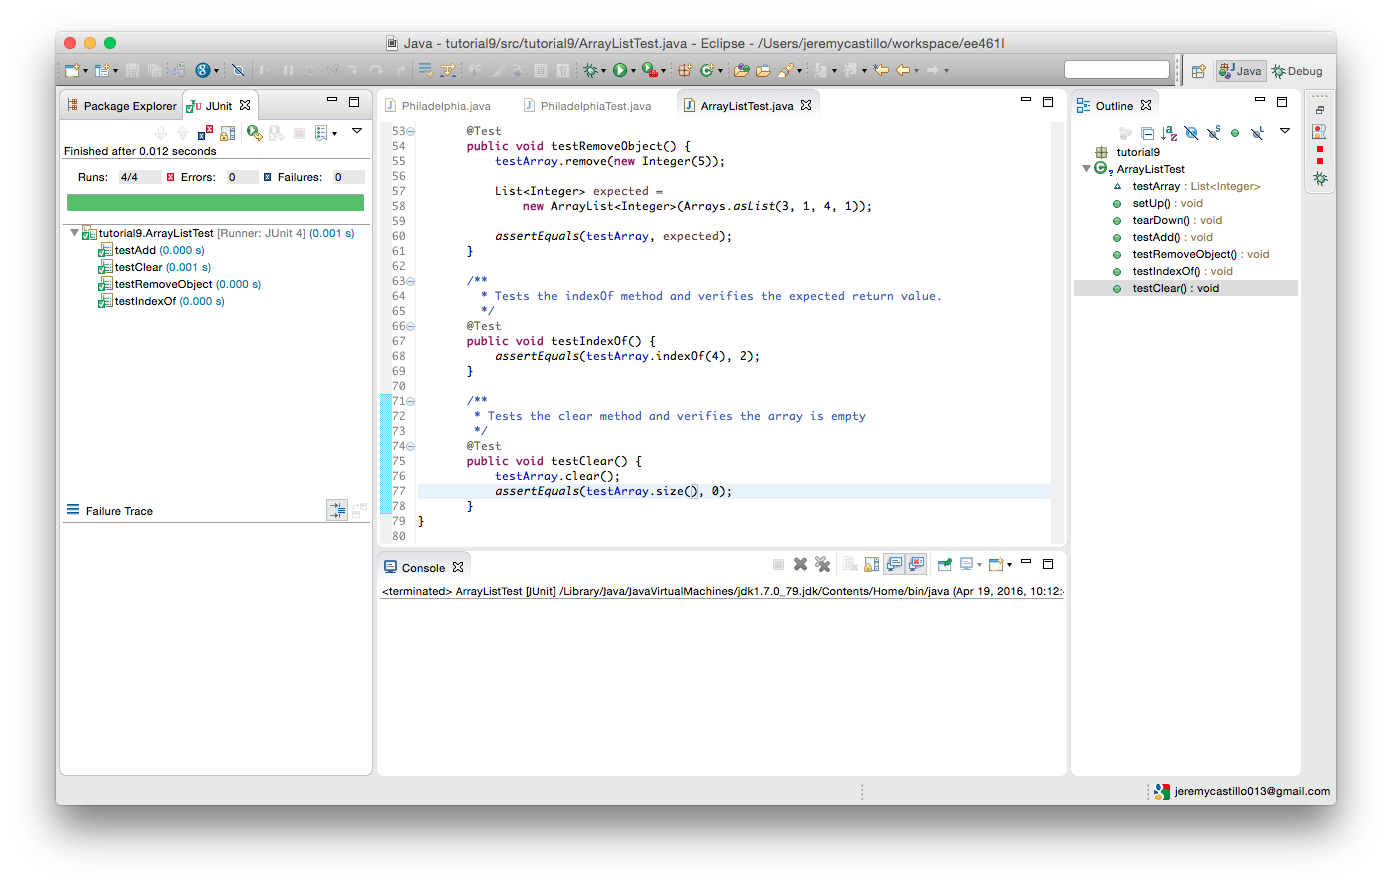 Java - tutorial9/src/tutorial9/ArrayListTest.java - Eclipse - /Users/jeremycastillo/workspace/ee461l
Java
Debug
Package Explorer
JUnit
Finished after 0.012 seconds
Runs: 4/4 Errors: 0 Failures: 0
tutorial9.ArrayListTest [Runner: JUnit 4] (0.001 s)
testAdd (0.000 s)
testClear (0.001 s)
testRemoveObject (0.000 s)
testIndexOf (0.000 s)
Failure Trace
Philadelphia.java
PhiladelphiaTest.java
ArrayListTest.java
53 @Test
54 public void testRemoveObject() {
55 testArray.remove(new Integer(5));
56
57 List<Integer> expected =
58 new ArrayList<Integer>(Arrays.asList(3, 1, 4, 1));
59
60 assertEquals(testArray, expected);
61 }
62
63 /**
64 * Tests the indexOf method and verifies the expected return value.
65 */
66 @Test
67 public void testIndexOf() {
68 assertEquals(testArray.indexOf(4), 2);
69 }
70
71 /**
72 * Tests the clear method and verifies the array is empty
73 */
74 @Test
75 public void testClear() {
76 testArray.clear();
77 assertEquals(testArray.size(), 0);
78 }
79 }
80
Console
<terminated> ArrayListTest [JUnit] /Library/Java/JavaVirtualMachines/jdk1.7.0_79.jdk/Contents/Home/bin/java (Apr 19, 2016, 10:12:
Outline
tutorial9
ArrayListTest
testArray : List<Integer>
setUp() : void
tearDown() : void
testAdd() : void
testRemoveObject() : void
testIndexOf() : void
testClear() : void
jeremycastillo013@gmail.com